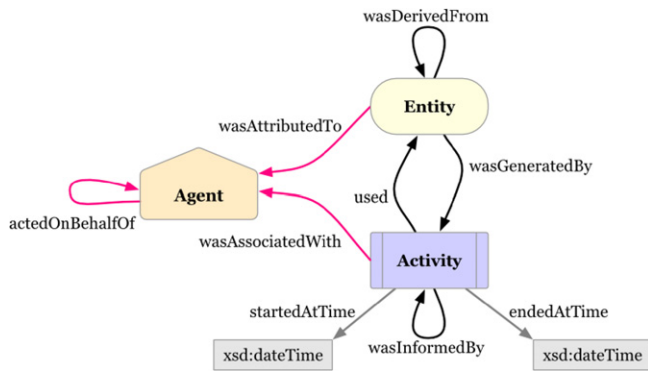 wasDerivedFrom
Entity
wasAttributedTo
wasGeneratedBy
Agent
used
actedOnBehalfOf
wasAssociatedWith
Activity
startedAtTime
endedAtTime
wasInformedBy
xsd:dateTime
xsd:dateTime